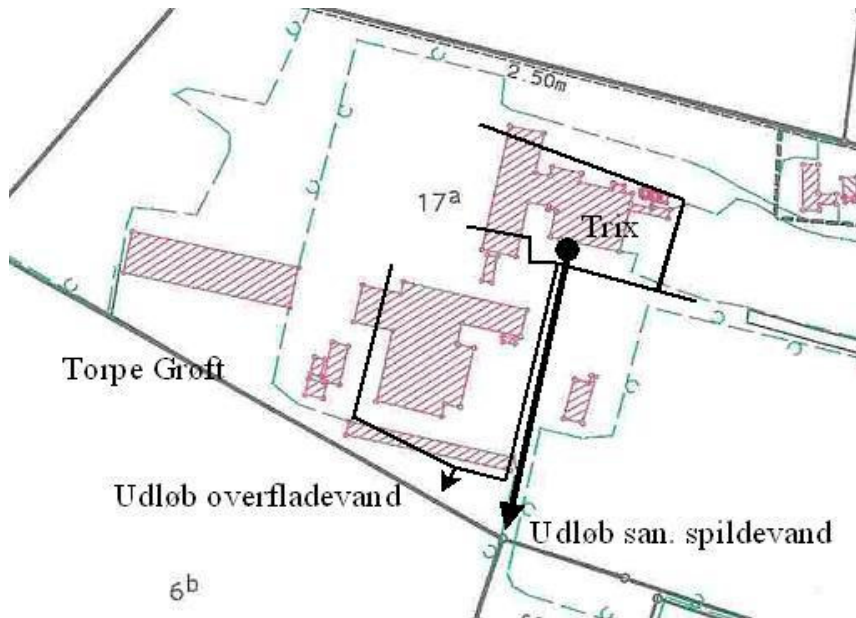 2.50m
17a
Trix
Torpe Grøft
Udløb overfladevand
Udløb san. spildevand
6b